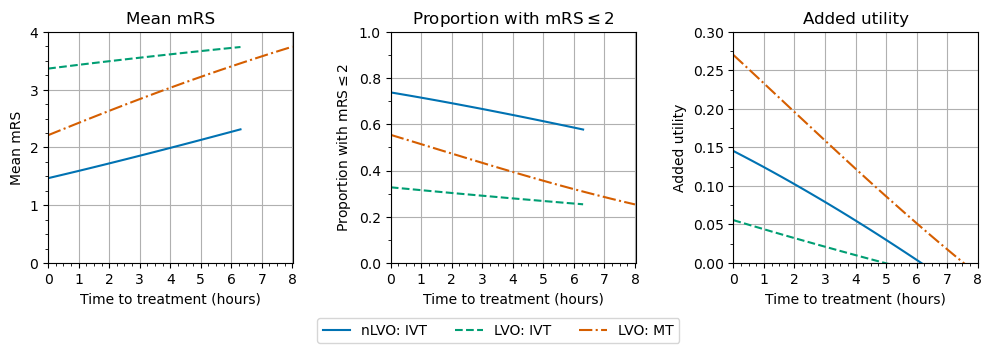 Mean mRS
Mean mRS
4
3
2
1
0
0 1 2 3 4 5 6 7 8
Time to treatment (hours)
Proportion with mRS ≤ 2
Proportion with mRS ≤ 2
1.0
0.8
0.6
0.4
0.2
0.0
0 1 2 3 4 5 6 7 8
Time to treatment (hours)
Added utility
Added utility
0.30
0.25
0.20
0.15
0.10
0.05
0.00
0 1 2 3 4 5 6 7 8
Time to treatment (hours)
nLVO: IVT LVO: IVT LVO: MT